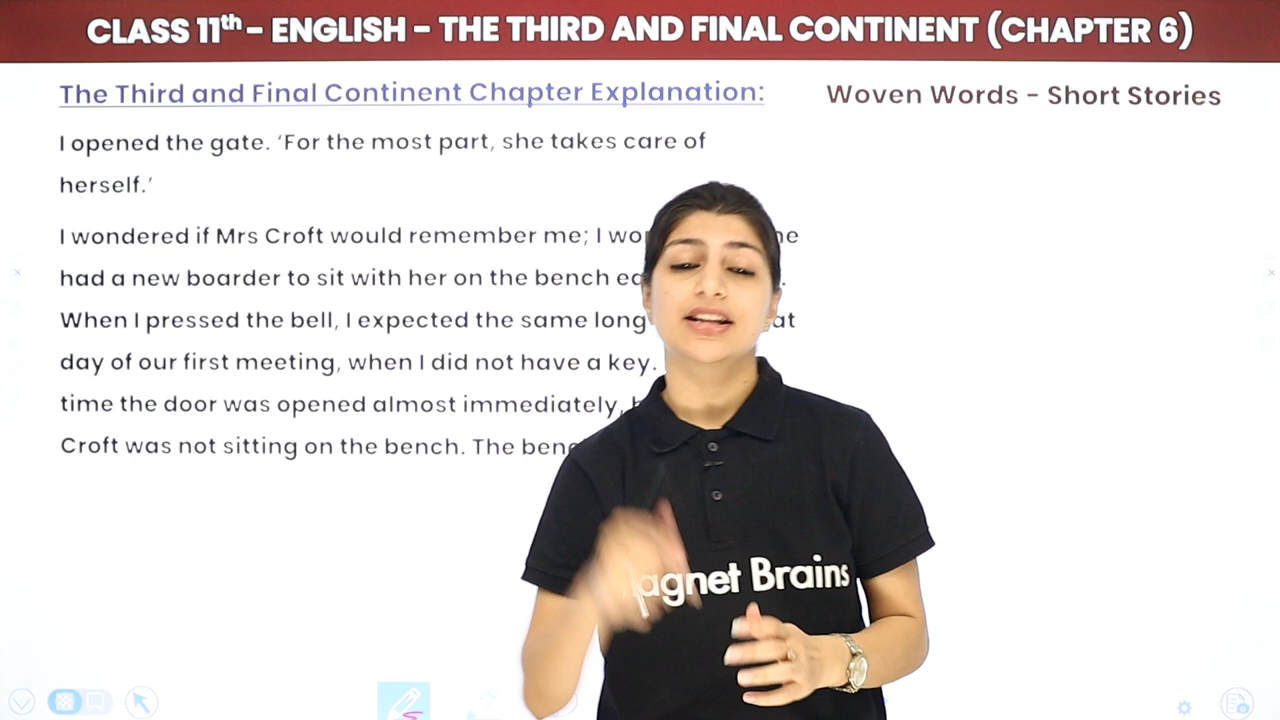 CLASS 11th – ENGLISH – THE THIRD AND FINAL CONTINENT (CHAPTER 6)
The Third and Final Continent Chapter Explanation:
Woven Words – Short Stories
I opened the gate. ‘For the most part, she takes care of
herself.’
I wondered if Mrs Croft would remember me; I
had a new boarder to sit with her on the bench
When I pressed the bell, I expected the same long at
day of our first meeting, when I did not have a key.
time the door was opened almost immediately,
Croft was not sitting on the bench. The
agnet Brains